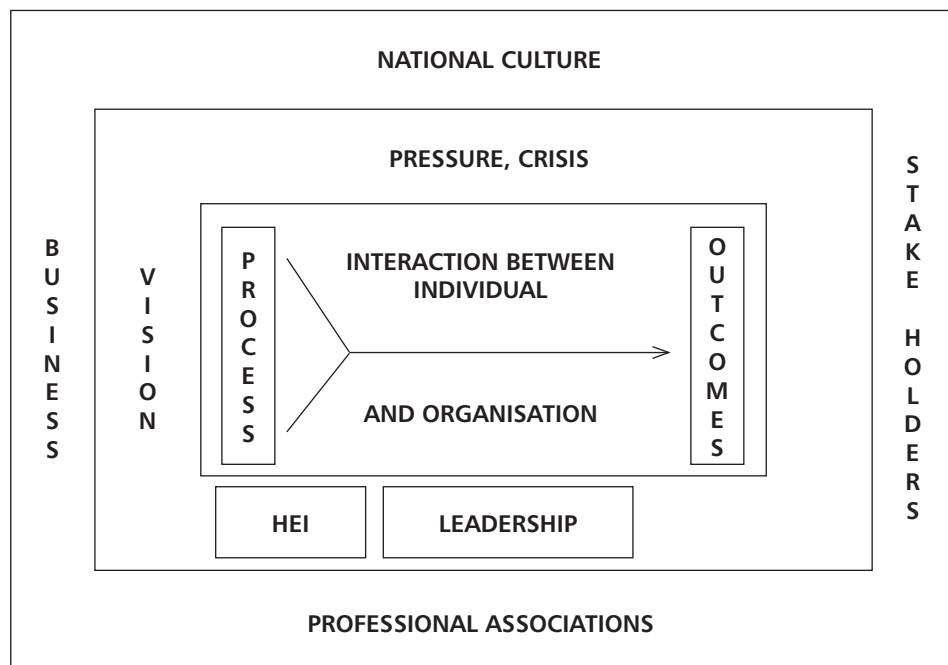 NATIONAL CULTURE
PRESSURE, CRISIS
BUSINESS
VISION
PROCESS
INTERACTION BETWEEN
INDIVIDUAL
AND ORGANISATION
OUTCOMES
STAKE HOLDERS
HEI
LEADERSHIP
PROFESSIONAL ASSOCIATIONS